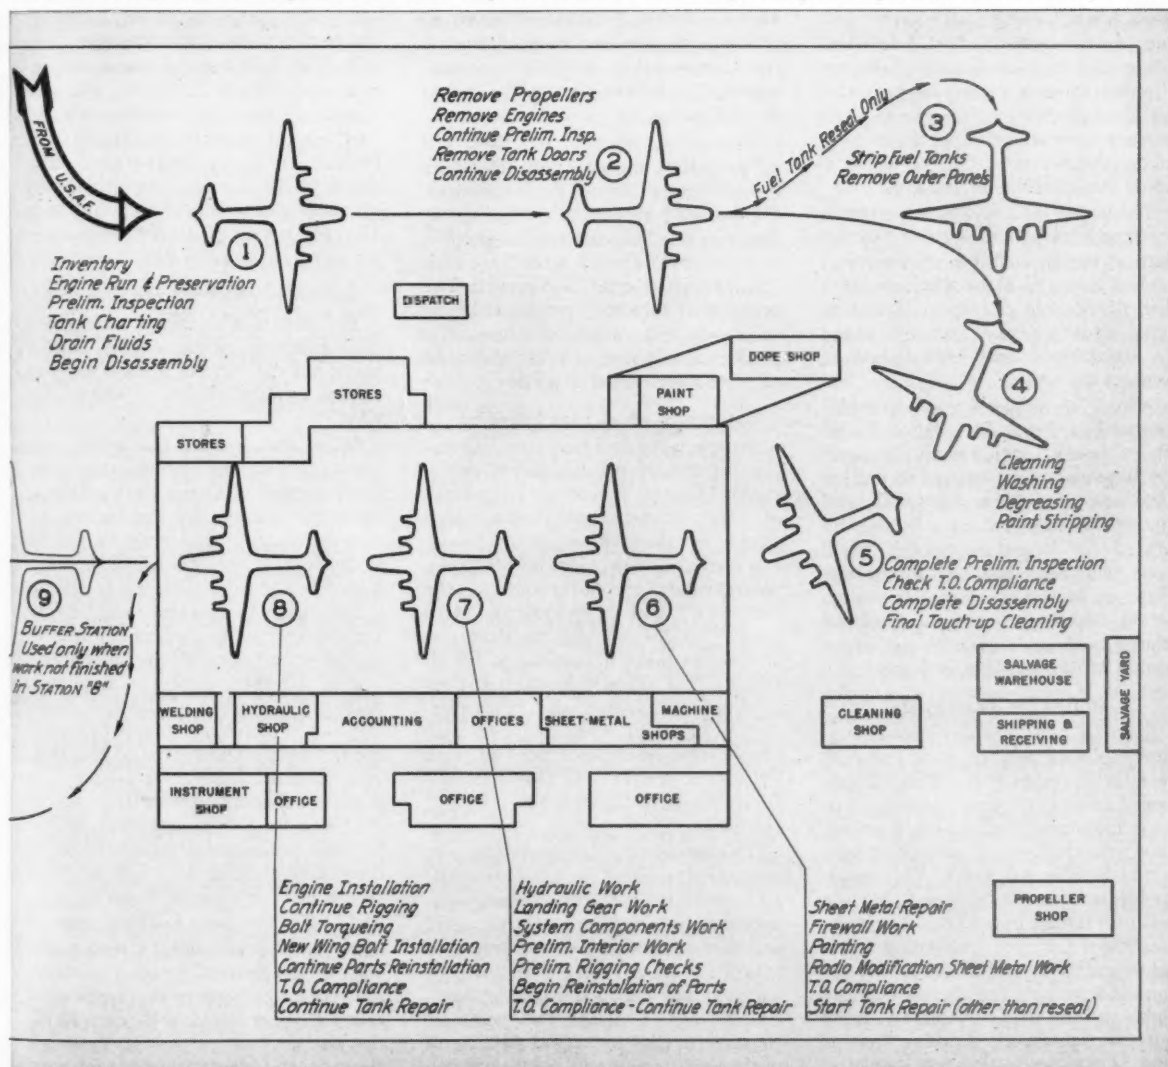 FROM U.S.A.F.
1
Inventory
Engine Run & Preservation
Prelim. Inspection
Tank Charting
Drain Fluids
Begin Disassembly
Remove Propellers
Remove Engines
Continue Prelim. Insp.
Remove Tank Doors
Continue Disassembly
2
Fuel Tank Reseal Only
3
Strip Fuel Tanks
Remove Outer Panels
DISPATCH
4
Cleaning
Washing
Degreasing
Paint Stripping
DOPE SHOP
PAINT
SHOP
STORES
STORES
5
Complete Prelim. Inspection
Check T.O. Compliance
Complete Disassembly
Final Touch-up Cleaning
9
BUFFER STATION
Used only when
work not finished
in STATION "8"
8
7
6
WELDING
SHOP
HYDRAULIC
SHOP
ACCOUNTING
OFFICES
SHEET-METAL
MACHINE
SHOPS
CLEANING
SHOP
SALVAGE
WAREHOUSE
SHIPPING &
RECEIVING
SALVAGE YARD
INSTRUMENT
SHOP
OFFICE
OFFICE
OFFICE
PROPELLER
SHOP
Engine Installation
Continue Rigging
Bolt Torqueing
New Wing Bolt Installation
Continue Parts Reinstallation
T.O. Compliance
Continue Tank Repair
Hydraulic Work
Landing Gear Work
System Components Work
Prelim. Interior Work
Prelim. Rigging Checks
Begin Reinstallation of Parts
T.O. Compliance - Continue Tank Repair
Sheet Metal Repair
Firewall Work
Painting
Radio Modification Sheet Metal Work
T.O. Compliance
Start Tank Repair (other than reseal)